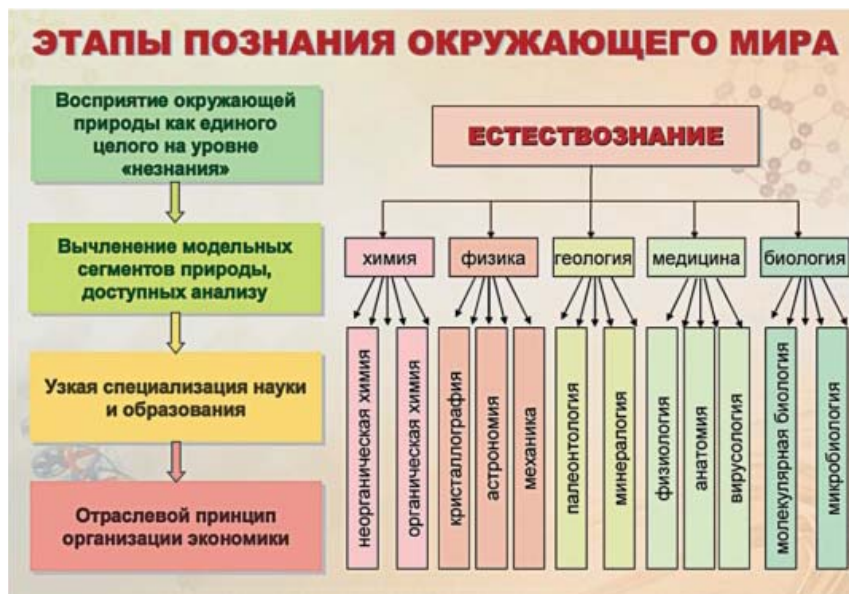 ЭТАПЫ ПОЗНАНИЯ ОКРУЖАЮЩЕГО МИРА
Восприятие окружающей
природы как единого
целого на уровне
«незнания»
Вычленение модельных
сегментов природы,
доступных анализу
Узкая специализация науки
и образования
Отраслевой принцип
организации экономики
ЕСТЕСТВОЗНАНИЕ
химия
физика
геология
медицина
биология
неорганическая химия
органическая химия
кристаллография
астрономия
механика
палеонтология
минералогия
физиология
анатомия
вирусология
молекулярная биология
микробиология